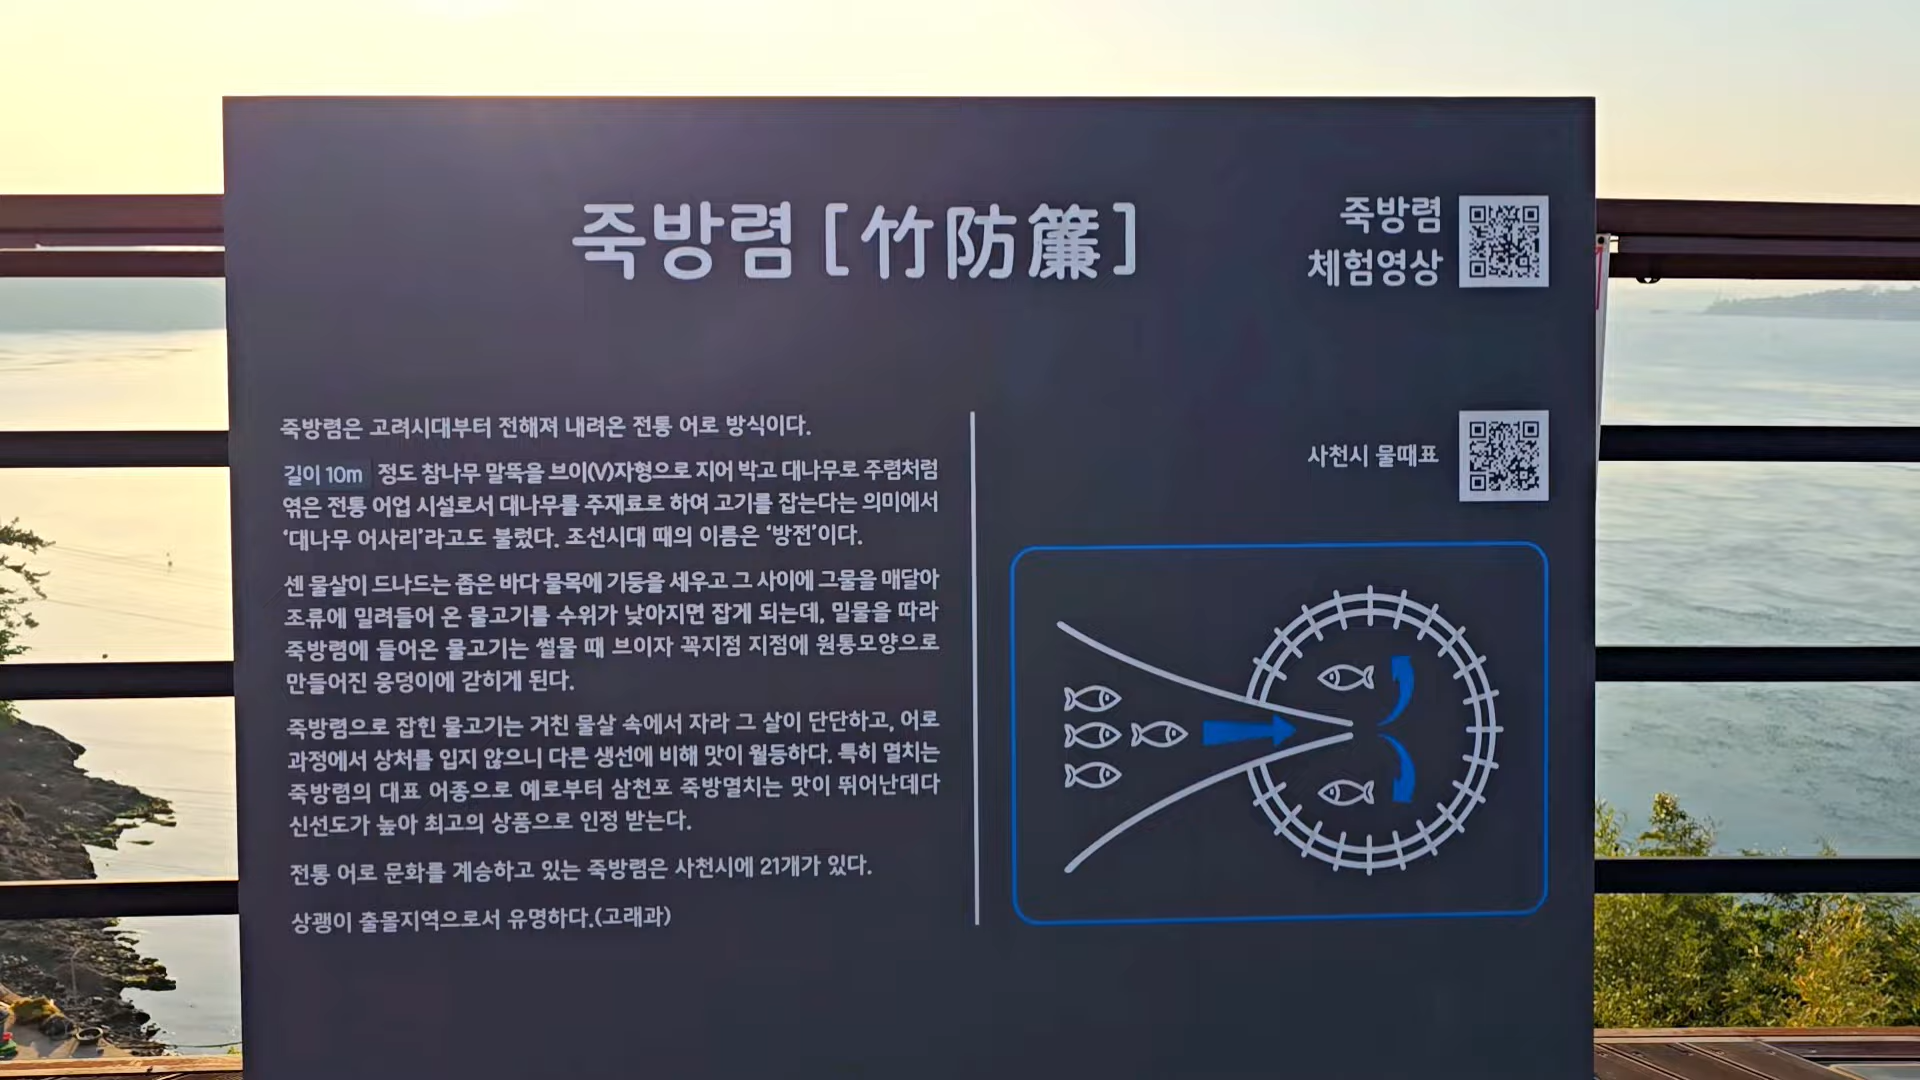 죽방렴 [竹防簾]
죽방렴
체험영상
죽방렴은 고려시대부터 전해져 내려온 전통 어로 방식이다.
길이 10m 정도 참나무 말뚝을 브이(V)자형으로 지어 박고 대나무로 주렴처럼
엮은 전통 어업 시설로서 대나무를 주재료로 하여 고기를 잡는다는 의미에서
‘대나무 어사리’라고도 불렀다. 조선시대 때의 이름은 ‘방전’이다.
센 물살이 드나드는 좁은 바다 물목에 기둥을 세우고 그 사이에 그물을 매달아
조류에 밀려들어 온 물고기를 수위가 낮아지면 잡게 되는데, 밀물을 따라
죽방렴에 들어온 물고기는 썰물 때 브이자 꼭지점 지점에 원통모양으로
만들어진 웅덩이에 갇히게 된다.
죽방렴으로 잡힌 물고기는 거친 물살 속에서 자라 그 살이 단단하고, 어로
과정에서 상처를 입지 않으니 다른 생선에 비해 맛이 월등하다. 특히 멸치는
죽방렴의 대표 어종으로 예로부터 삼천포 죽방멸치는 맛이 뛰어난데다
신선도가 높아 최고의 상품으로 인정 받는다.
전통 어로 문화를 계승하고 있는 죽방렴은 사천시에 21개가 있다.
상괭이 출몰지역으로서 유명하다.(고래과)
사천시 물때표